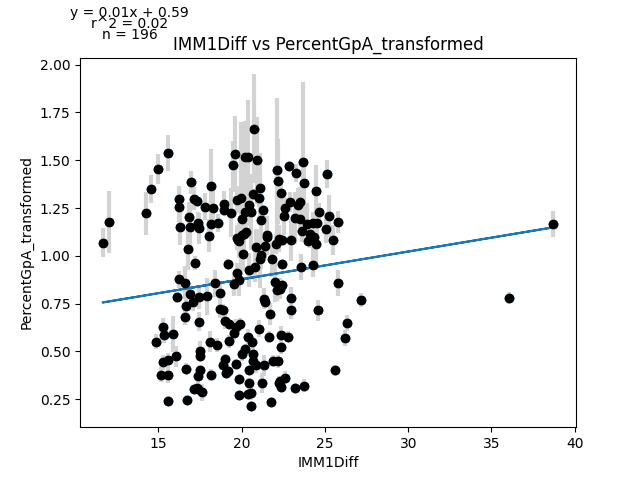 y = 0.01x + 0.59
r^2 = 0.02
n = 196
IMM1Diff vs PercentGpA_transformed
2.00
1.75
1.50
1.25
1.00
0.75
0.50
0.25
PercentGpA_transformed
15 20 25 30 35 40
IMM1Diff